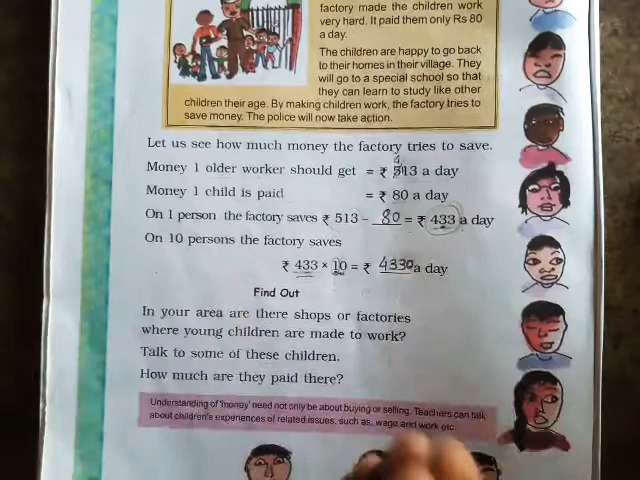 factory made the children work
very hard. It paid them only Rs 80
a day.
The children are happy to go back
to their homes in their village. They
will go to a special school so that
they can learn to study like other
children their age. By making children work, the factory tries to
save money. The police will now take action.
Let us see how much money the factory tries to save.
4
Money 1 older worker should get = ₹ 513 a day
Money 1 child is paid = ₹ 80 a day
On 1 person the factory saves ₹ 513 – 80 = ₹ 433 a day
On 10 persons the factory saves
₹ 433 × 10 = ₹ 4330 a day
Find Out
In your area are there shops or factories
where young children are made to work?
Talk to some of these children.
How much are they paid there?
Understanding of 'money' need not only be about buying or selling. Teachers can talk
about children's experiences of related issues, such as, wage and work etc.